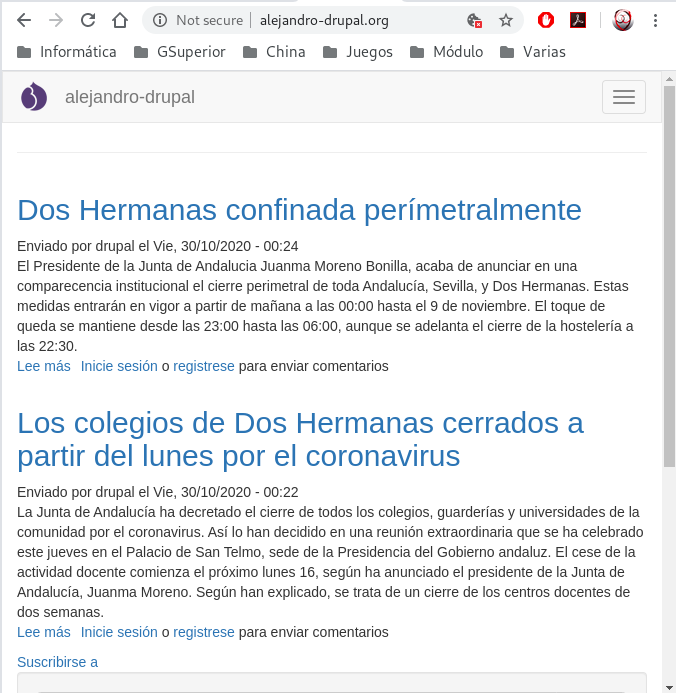 Not secure | alejandro-drupal.org
Informática GSuperior China Juegos Módulo Varias
alejandro-drupal
Dos Hermanas confinada perímetralmente
Enviado por drupal el Vie, 30/10/2020 - 00:24
El Presidente de la Junta de Andalucia Juanma Moreno Bonilla, acaba de anunciar en una
comparecencia institucional el cierre perimetral de toda Andalucía, Sevilla, y Dos Hermanas. Estas
medidas entrarán en vigor a partir de mañana a las 00:00 hasta el 9 de noviembre. El toque de
queda se mantiene desde las 23:00 hasta las 06:00, aunque se adelanta el cierre de la hostelería a
las 22:30.
Lee más Inicie sesión o registrese para enviar comentarios
Los colegios de Dos Hermanas cerrados a
partir del lunes por el coronavirus
Enviado por drupal el Vie, 30/10/2020 - 00:22
La Junta de Andalucía ha decretado el cierre de todos los colegios, guarderías y universidades de la
comunidad por el coronavirus. Así lo han decidido en una reunión extraordinaria que se ha celebrado
este jueves en el Palacio de San Telmo, sede de la Presidencia del Gobierno andaluz. El cese de la
actividad docente comienza el próximo lunes 16, según ha anunciado el presidente de la Junta de
Andalucía, Juanma Moreno. Según han explicado, se trata de un cierre de los centros docentes de
dos semanas.
Lee más Inicie sesión o registrese para enviar comentarios
Suscribirse a